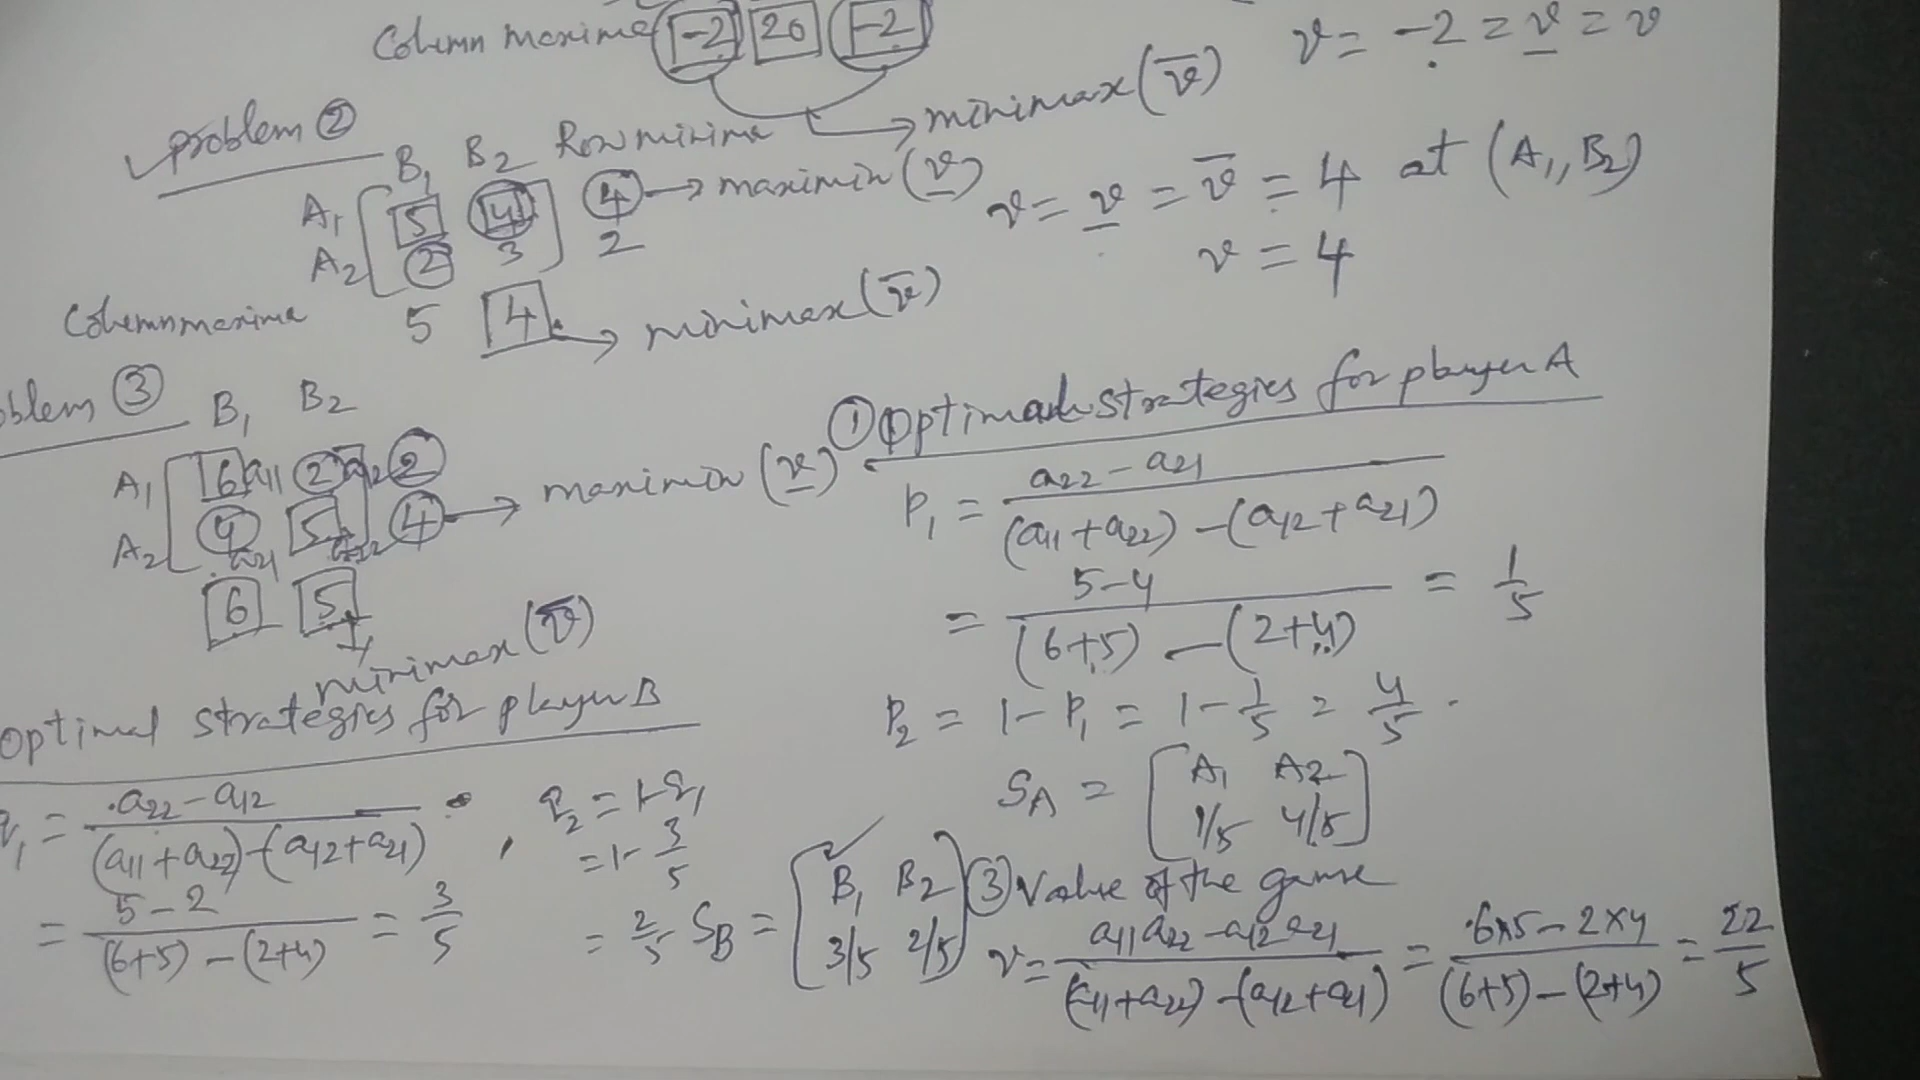 Column maxima -2 20 -2
v = -2 = v̲ = v
Problem ②
B₁ B₂ Row minima → minimax (v̅)
A₁ 5 4 4 → maximin (v̲)
A₂ 2 3 2
Column maxima 5 4 → minimax (v̅)
v = v̲ = v̅ = 4 at (A₁, B₂)
v = 4
oblem ③
B₁ B₂
A₁ 6 a11 2 a12 2
A₂ 4 a21 5 a22 4 → maximin (v̲)
6 5
minimax (v̅)
① Optimal strategies for player A
P₁ = a22 - a21 / (a11 + a22) - (a12 + a21)
= 5-4 / (6+5) - (2+4) = 1/5
P₂ = 1 - P₁ = 1 - 1/5 = 4/5
S_A = [A₁ A₂
1/5 4/5]
Optimal strategies for player B
q₁ = a22 - a12 / (a11 + a22) - (a12 + a21) , q₂ = 1 - q₁
= 5-2 / (6+5) - (2+4) = 3/5
= 1 - 3/5
= 2/5
S_B = [B₁ B₂
3/5 2/5]
③ Value of the game
v = a11 a22 - a12 a21 / (a11 + a22) - (a12 + a21) = 6x5 - 2x4 / (6+5) - (2+4) = 22/5